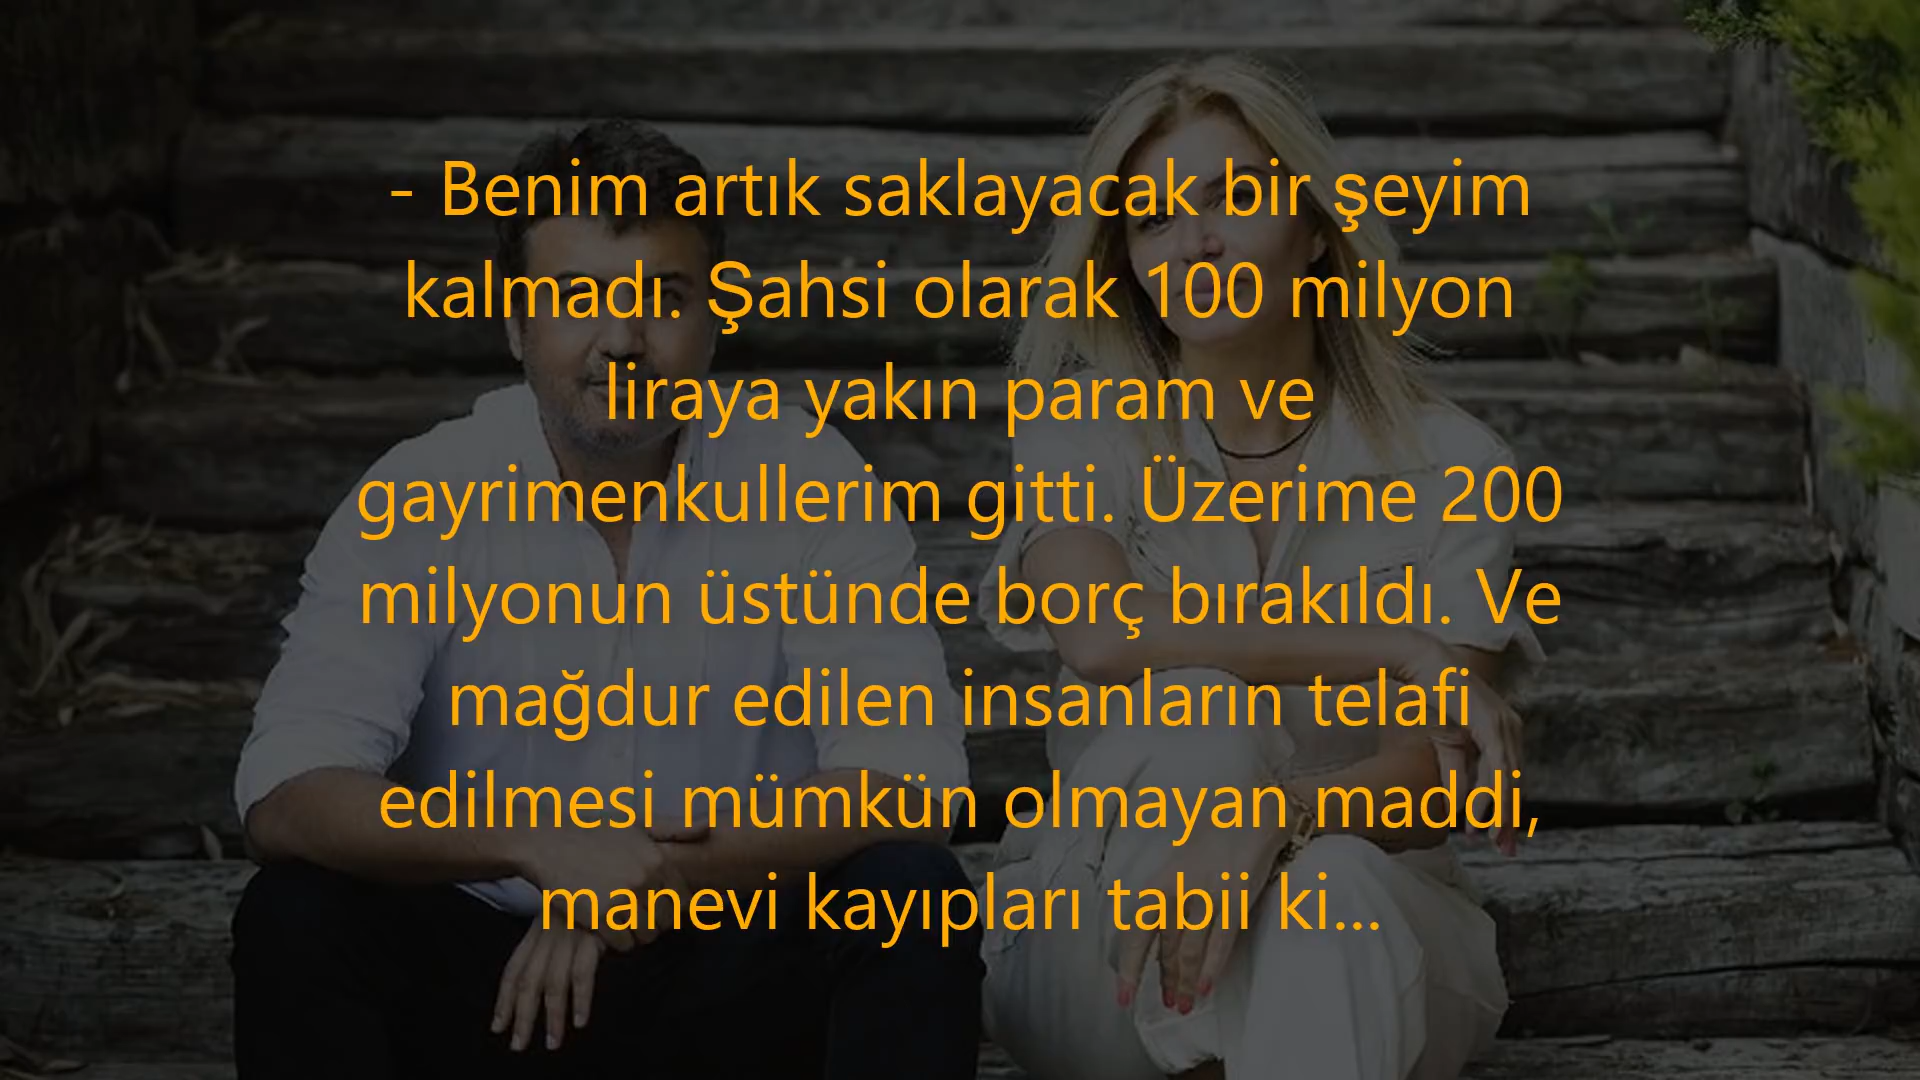 - Benim artık saklayacak bir şeyim
kalmadı. Şahsi olarak 100 milyon
liraya yakın param ve
gayrimenkullerim gitti. Üzerime 200
milyonun üstünde borç bırakıldı. Ve
mağdur edilen insanların telafi
edilmesi mümkün olmayan maddi,
manevi kayıpları tabii ki...